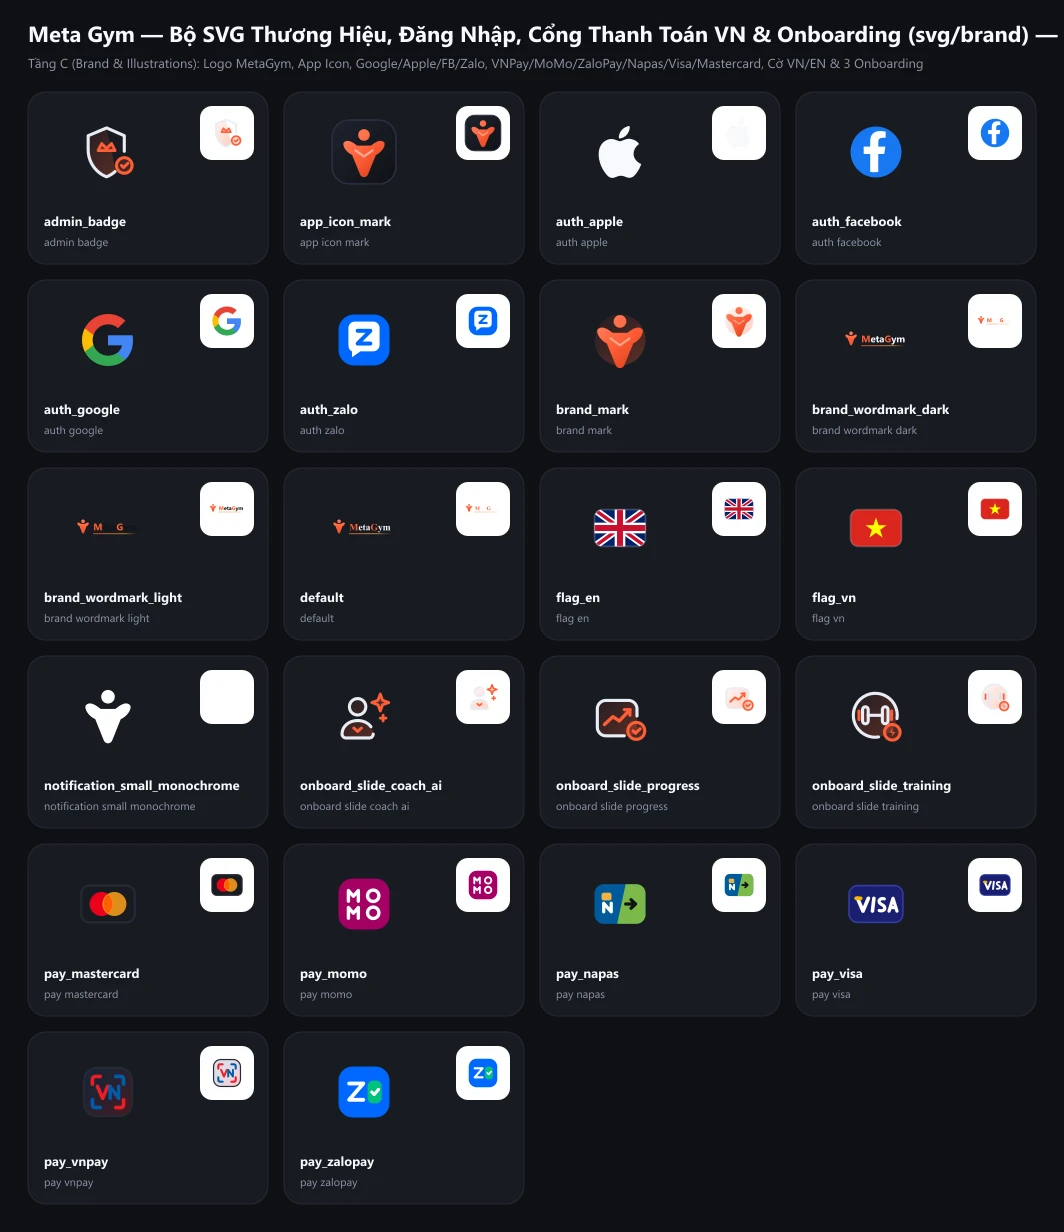 Meta Gym — Bộ SVG Thương Hiệu, Đăng Nhập, Cổng Thanh Toán VN & Onboarding (svg/brand) —
Tầng C (Brand & Illustrations): Logo MetaGym, App Icon, Google/Apple/FB/Zalo, VNPay/MoMo/ZaloPay/Napas/Visa/Mastercard, Cờ VN/EN & 3 Onboarding
admin_badge
admin badge
app_icon_mark
app icon mark
auth_apple
auth apple
auth_facebook
auth facebook
Z
Z
MetaGym
M G
auth_google
auth google
auth_zalo
auth zalo
brand_mark
brand mark
brand_wordmark_dark
brand wordmark dark
M G
MetaGym
MetaGym
M G
brand_wordmark_light
brand wordmark light
default
default
flag_en
flag en
flag_vn
flag vn
notification_small_monochrome
notification small monochrome
onboard_slide_coach_ai
onboard slide coach ai
onboard_slide_progress
onboard slide progress
onboard_slide_training
onboard slide training
MO
MO
MO
MO
N
N
VISA
VISA
pay_mastercard
pay mastercard
pay_momo
pay momo
pay_napas
pay napas
pay_visa
pay visa
VN
VN
Z
Z
pay_vnpay
pay vnpay
pay_zalopay
pay zalopay